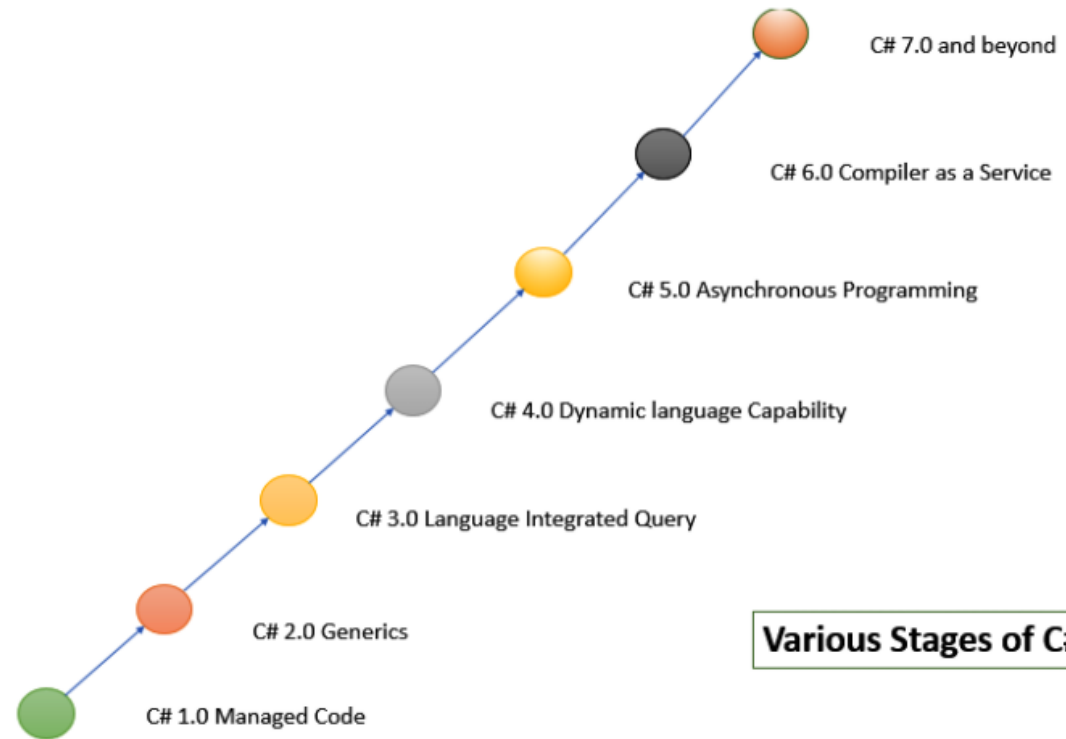 C# 7.0 and beyond
C# 6.0 Compiler as a Service
C# 5.0 Asynchronous Programming
C# 4.0 Dynamic language Capability
C# 3.0 Language Integrated Query
C# 2.0 Generics
Various Stages of C#
C# 1.0 Managed Code